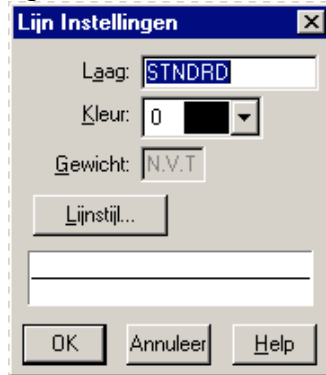 Lijn Instellingen
Laag: STNDRD
Kleur: 0
Gewicht: N.V.T
Lijnstijl...
OK Annuleer Help